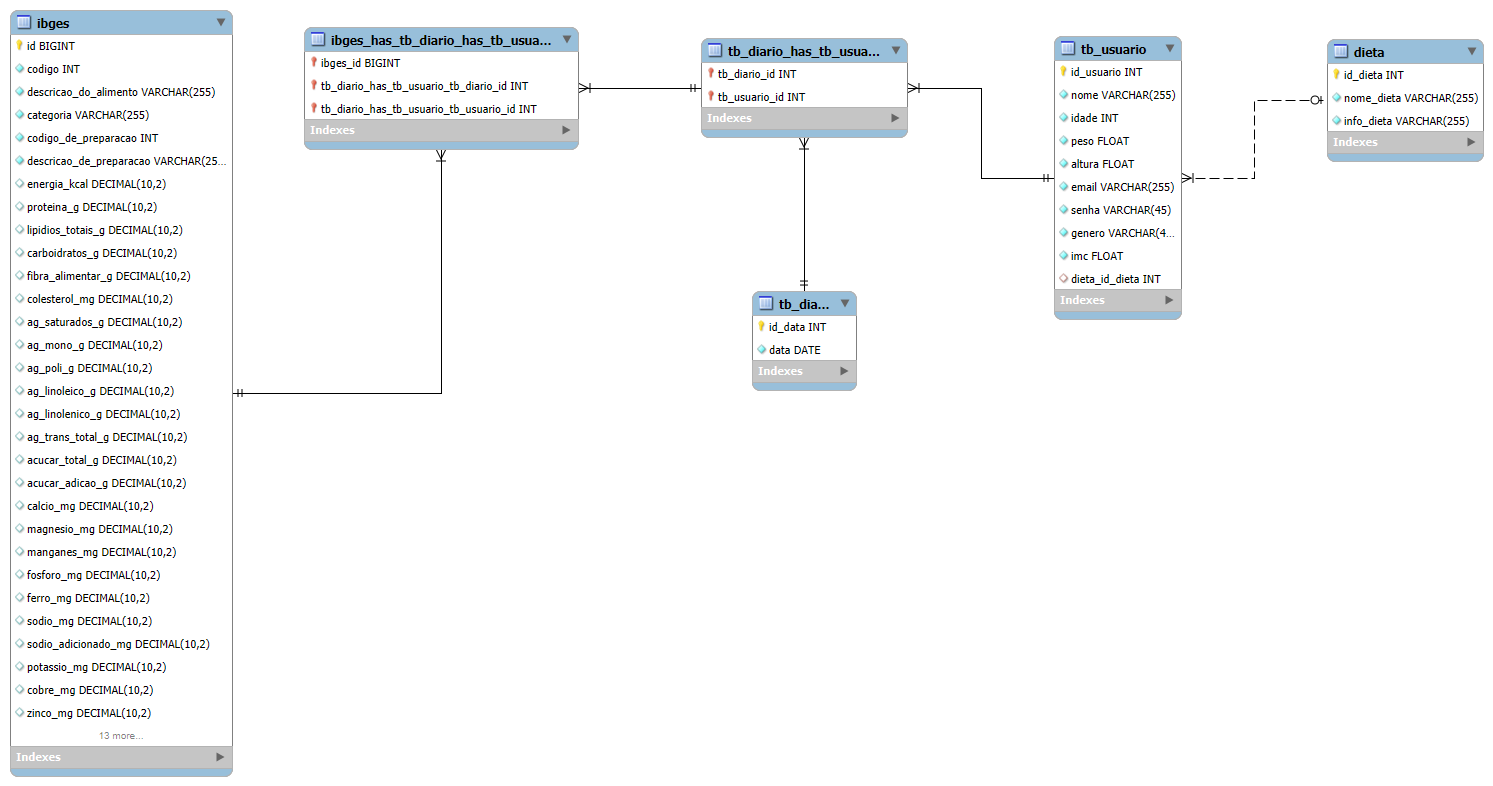 ibges
id BIGINT
codigo INT
descricao_do_alimento VARCHAR(255)
categoria VARCHAR(255)
codigo_de_preparacao INT
descricao_de_preparacao VARCHAR(25...
energia_kcal DECIMAL(10,2)
proteina_g DECIMAL(10,2)
lipidios_totais_g DECIMAL(10,2)
carboidratos_g DECIMAL(10,2)
fibra_alimentar_g DECIMAL(10,2)
colesterol_mg DECIMAL(10,2)
ag_saturados_g DECIMAL(10,2)
ag_mono_g DECIMAL(10,2)
ag_poli_g DECIMAL(10,2)
ag_linoleico_g DECIMAL(10,2)
ag_linolenico_g DECIMAL(10,2)
ag_trans_total_g DECIMAL(10,2)
acucar_total_g DECIMAL(10,2)
acucar_adicao_g DECIMAL(10,2)
calcio_mg DECIMAL(10,2)
magnesio_mg DECIMAL(10,2)
manganes_mg DECIMAL(10,2)
fosforo_mg DECIMAL(10,2)
ferro_mg DECIMAL(10,2)
sodio_mg DECIMAL(10,2)
sodio_adicionado_mg DECIMAL(10,2)
potassio_mg DECIMAL(10,2)
cobre_mg DECIMAL(10,2)
zinco_mg DECIMAL(10,2)
13 more...
Indexes
ibges_has_tb_diario_has_tb_usua...
ibges_id BIGINT
tb_diario_has_tb_usuario_tb_diario_id INT
tb_diario_has_tb_usuario_tb_usuario_id INT
Indexes
tb_diario_has_tb_usua...
tb_diario_id INT
tb_usuario_id INT
Indexes
tb_dia...
id_data INT
data DATE
Indexes
tb_usuario
id_usuario INT
nome VARCHAR(255)
idade INT
peso FLOAT
altura FLOAT
email VARCHAR(255)
senha VARCHAR(45)
genero VARCHAR(4...
imc FLOAT
dieta_id_dieta INT
Indexes
dieta
id_dieta INT
nome_dieta VARCHAR(255)
info_dieta VARCHAR(255)
Indexes